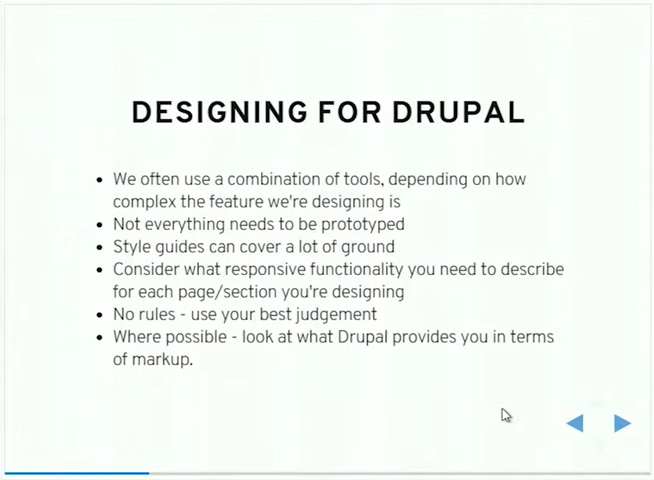 DESIGNING FOR DRUPAL
We often use a combination of tools, depending on how
complex the feature we're designing is
Not everything needs to be prototyped
Style guides can cover a lot of ground
Consider what responsive functionality you need to describe
for each page/section you're designing
No rules - use your best judgement
Where possible - look at what Drupal provides you in terms
of markup.